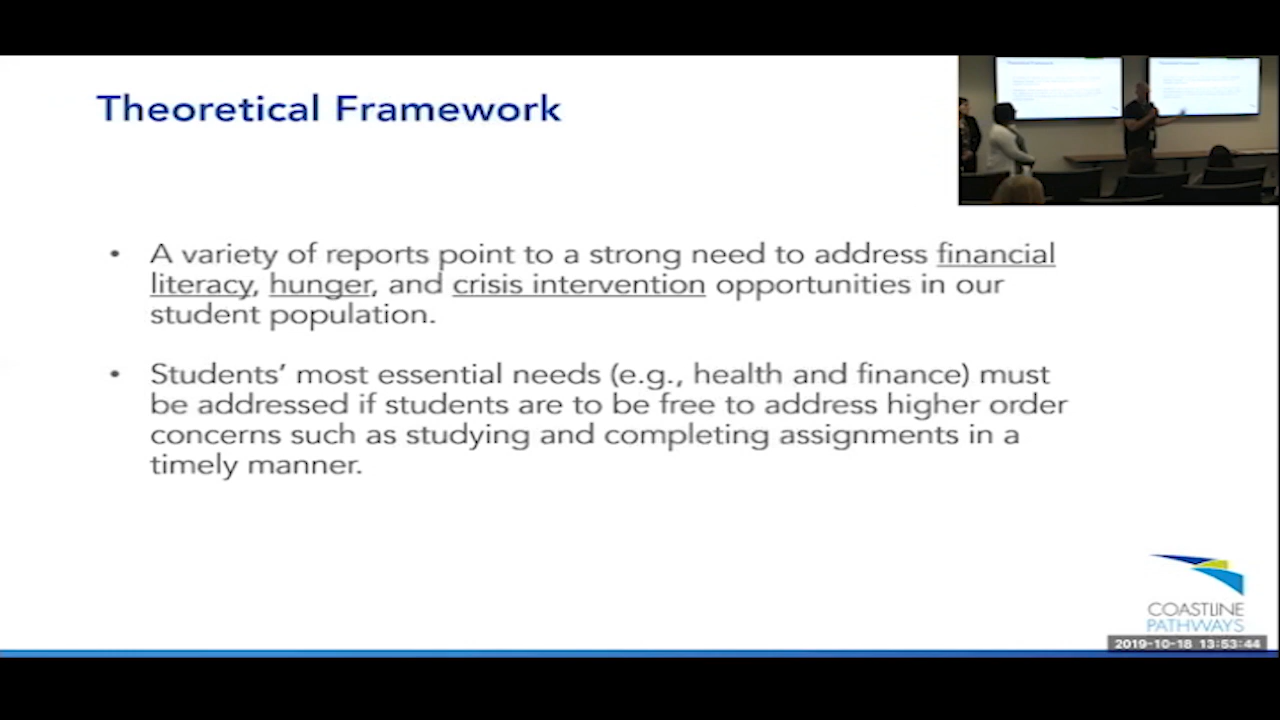 Theoretical Framework
• A variety of reports point to a strong need to address financial
literacy, hunger, and crisis intervention opportunities in our
student population.
• Students’ most essential needs (e.g., health and finance) must
be addressed if students are to be free to address higher order
concerns such as studying and completing assignments in a
timely manner.
COASTLINE
PATHWAYS
2019-10-18 13:53:44